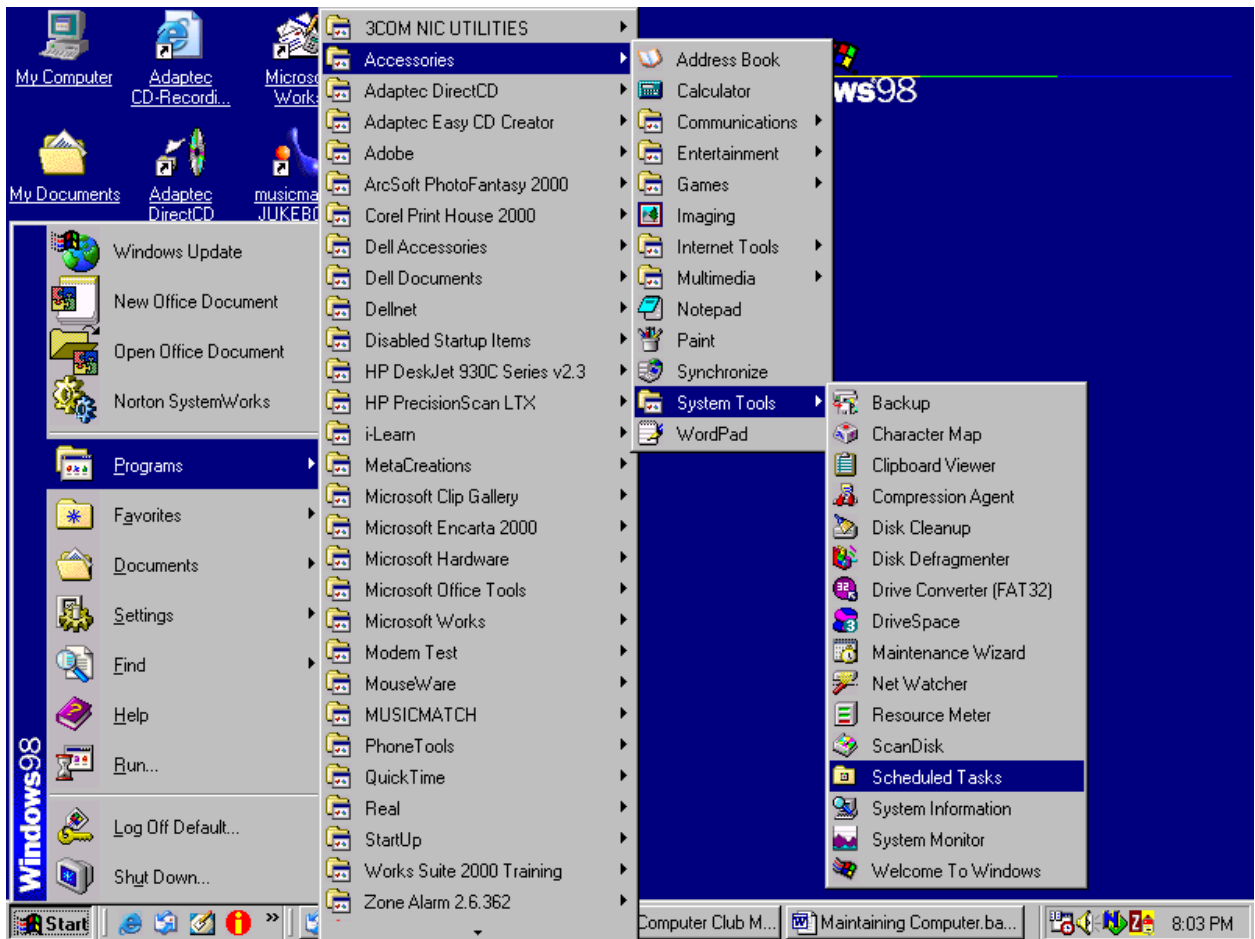 My Computer
Adaptec
CD-Recordi...
My Documents
Adaptec
DirectCD
JUKEBO
ws98
Windows Update
New Office Document
Open Office Document
Norton SystemWorks
Programs
Favorites
Documents
Settings
Find
Help
Run...
Log Off Default...
Shut Down...
Windows98
3COM NIC UTILITIES
Accessories
Adaptec DirectCD
Adaptec Easy CD Creator
Adobe
ArcSoft PhotoFantasy 2000
Corel Print House 2000
Dell Accessories
Dell Documents
Dellnet
Disabled Startup Items
HP DeskJet 930C Series v2.3
HP PrecisionScan LTX
i-Learn
MetaCreations
Microsoft Clip Gallery
Microsoft Encarta 2000
Microsoft Hardware
Microsoft Office Tools
Microsoft Works
Modem Test
MouseWare
MUSICMATCH
PhoneTools
QuickTime
Real
StartUp
Works Suite 2000 Training
Zone Alarm 2.6.362
Address Book
Calculator
Communications
Entertainment
Games
Imaging
Internet Tools
Multimedia
Notepad
Paint
Synchronize
System Tools
WordPad
Backup
Character Map
Clipboard Viewer
Compression Agent
Disk Cleanup
Disk Defragmenter
Drive Converter (FAT32)
DriveSpace
Maintenance Wizard
Net Watcher
Resource Meter
ScanDisk
Scheduled Tasks
System Information
System Monitor
Welcome To Windows
Start
Computer Club M...
Maintaining Computer.ba...
8:03 PM